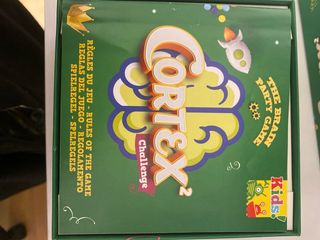 THE BRAIN
PARTY GAME
CORTEX²
Challenge
Kids
RÈGLES DU JEU - RULES OF THE GAME
REGLAS DEL JUEGO - REGOLAMENTO
SPIELREGEL - SPELREGELS